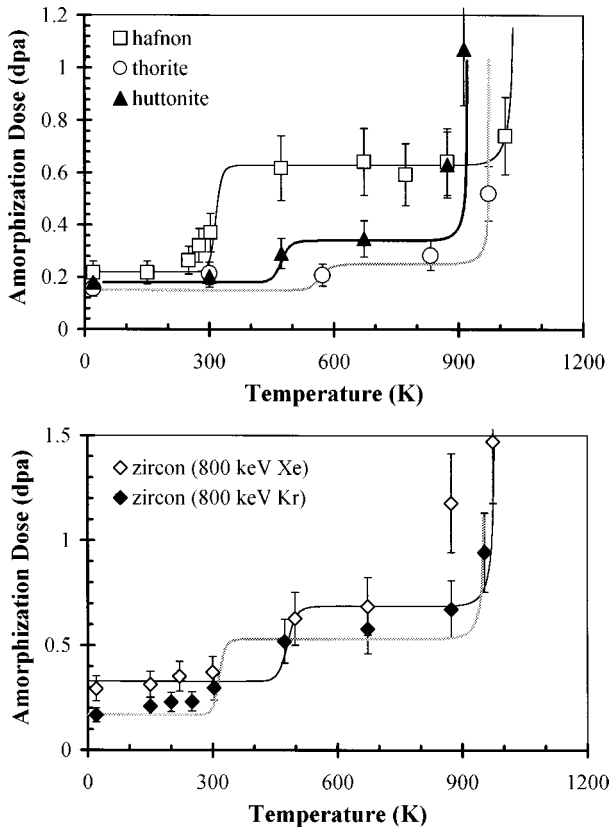 1.2
1
0.8
0.6
0.4
0.2
0
Amorphization Dose (dpa)
hafnon
thorite
huttonite
0 300 600 900 1200
Temperature (K)
1.5
1
0.5
0
Amorphization Dose (dpa)
zircon (800 keV Xe)
zircon (800 keV Kr)
0 300 600 900 1200
Temperature (K)